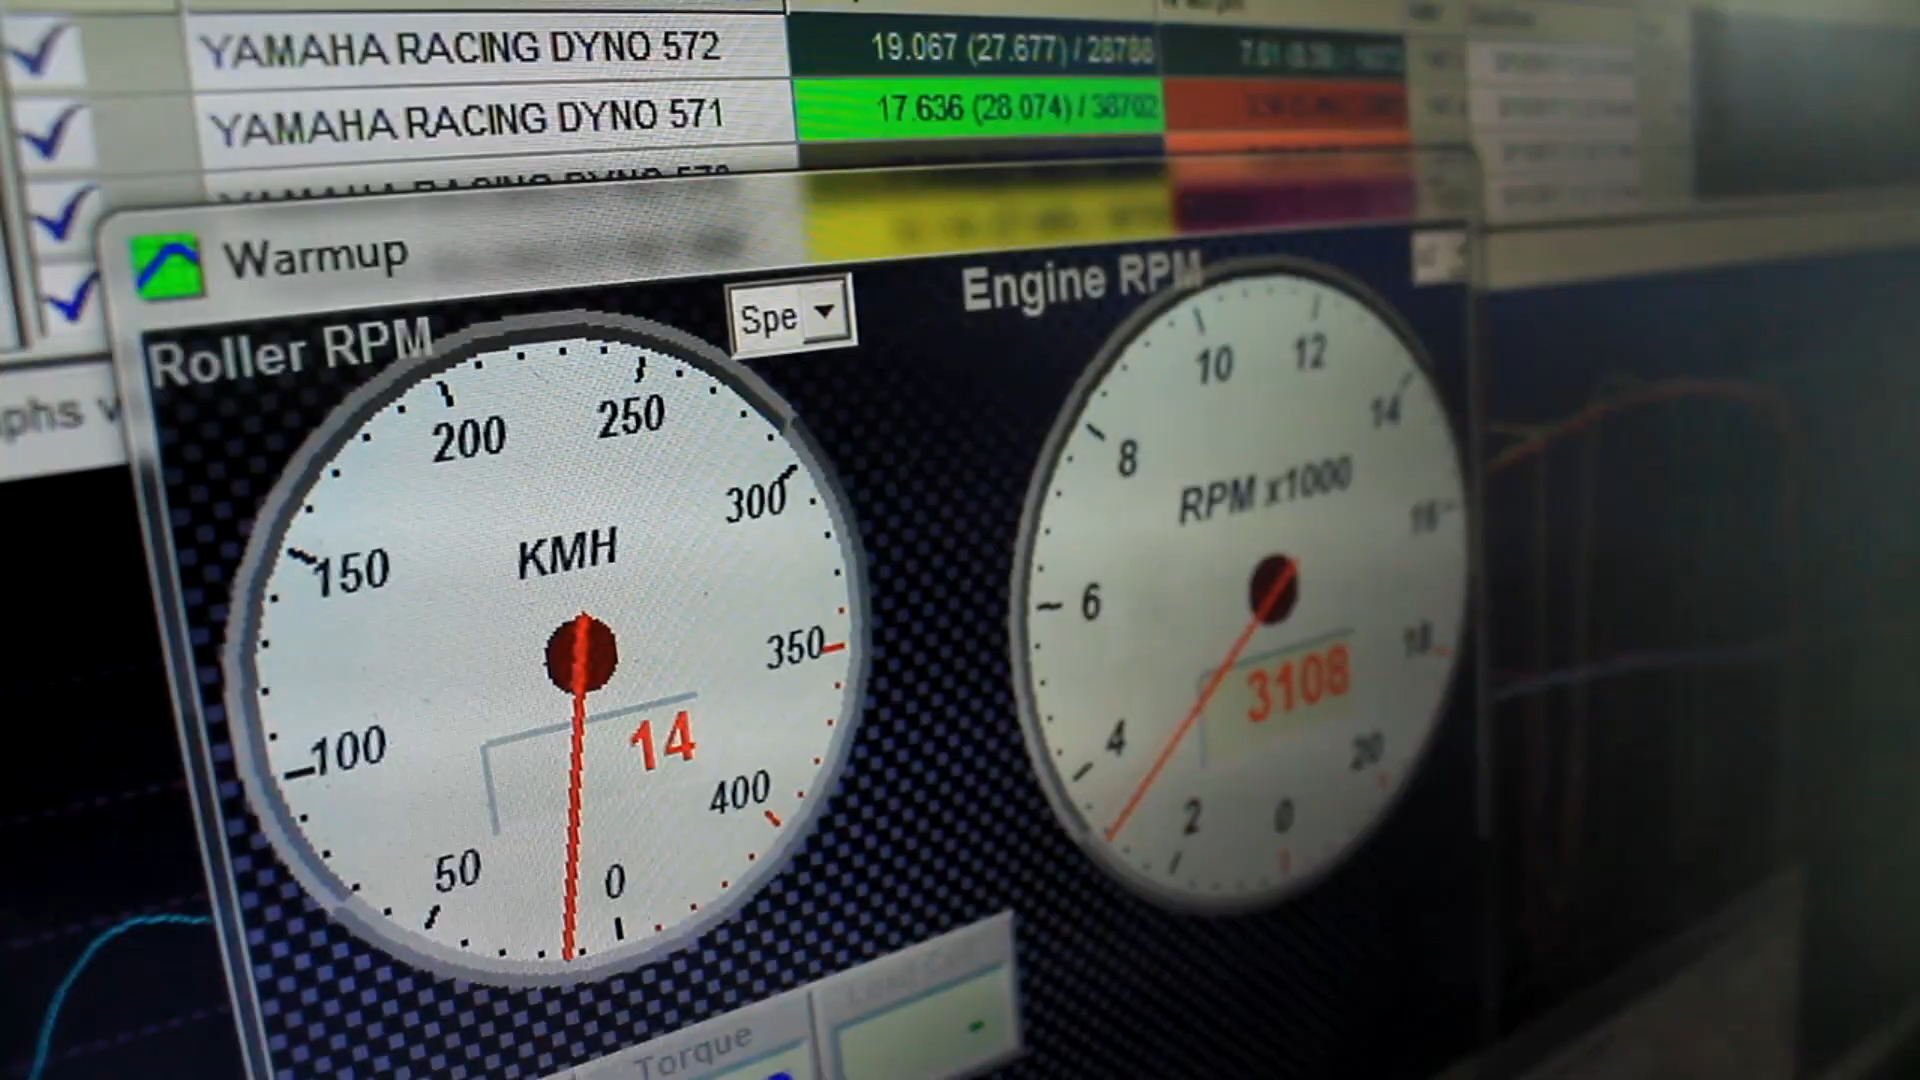 YAMAHA RACING DYNO 572
19.067 (27.677) / 28788
YAMAHA RACING DYNO 571
17.636 (28.074) / 38702
Warmup
Roller RPM
Spe
Engine RPM
200
250
150
300
KMH
350
100
14
400
50
0
10
12
14
8
RPM x1000
16
6
18
3108
4
20
2
0
phs
Torque